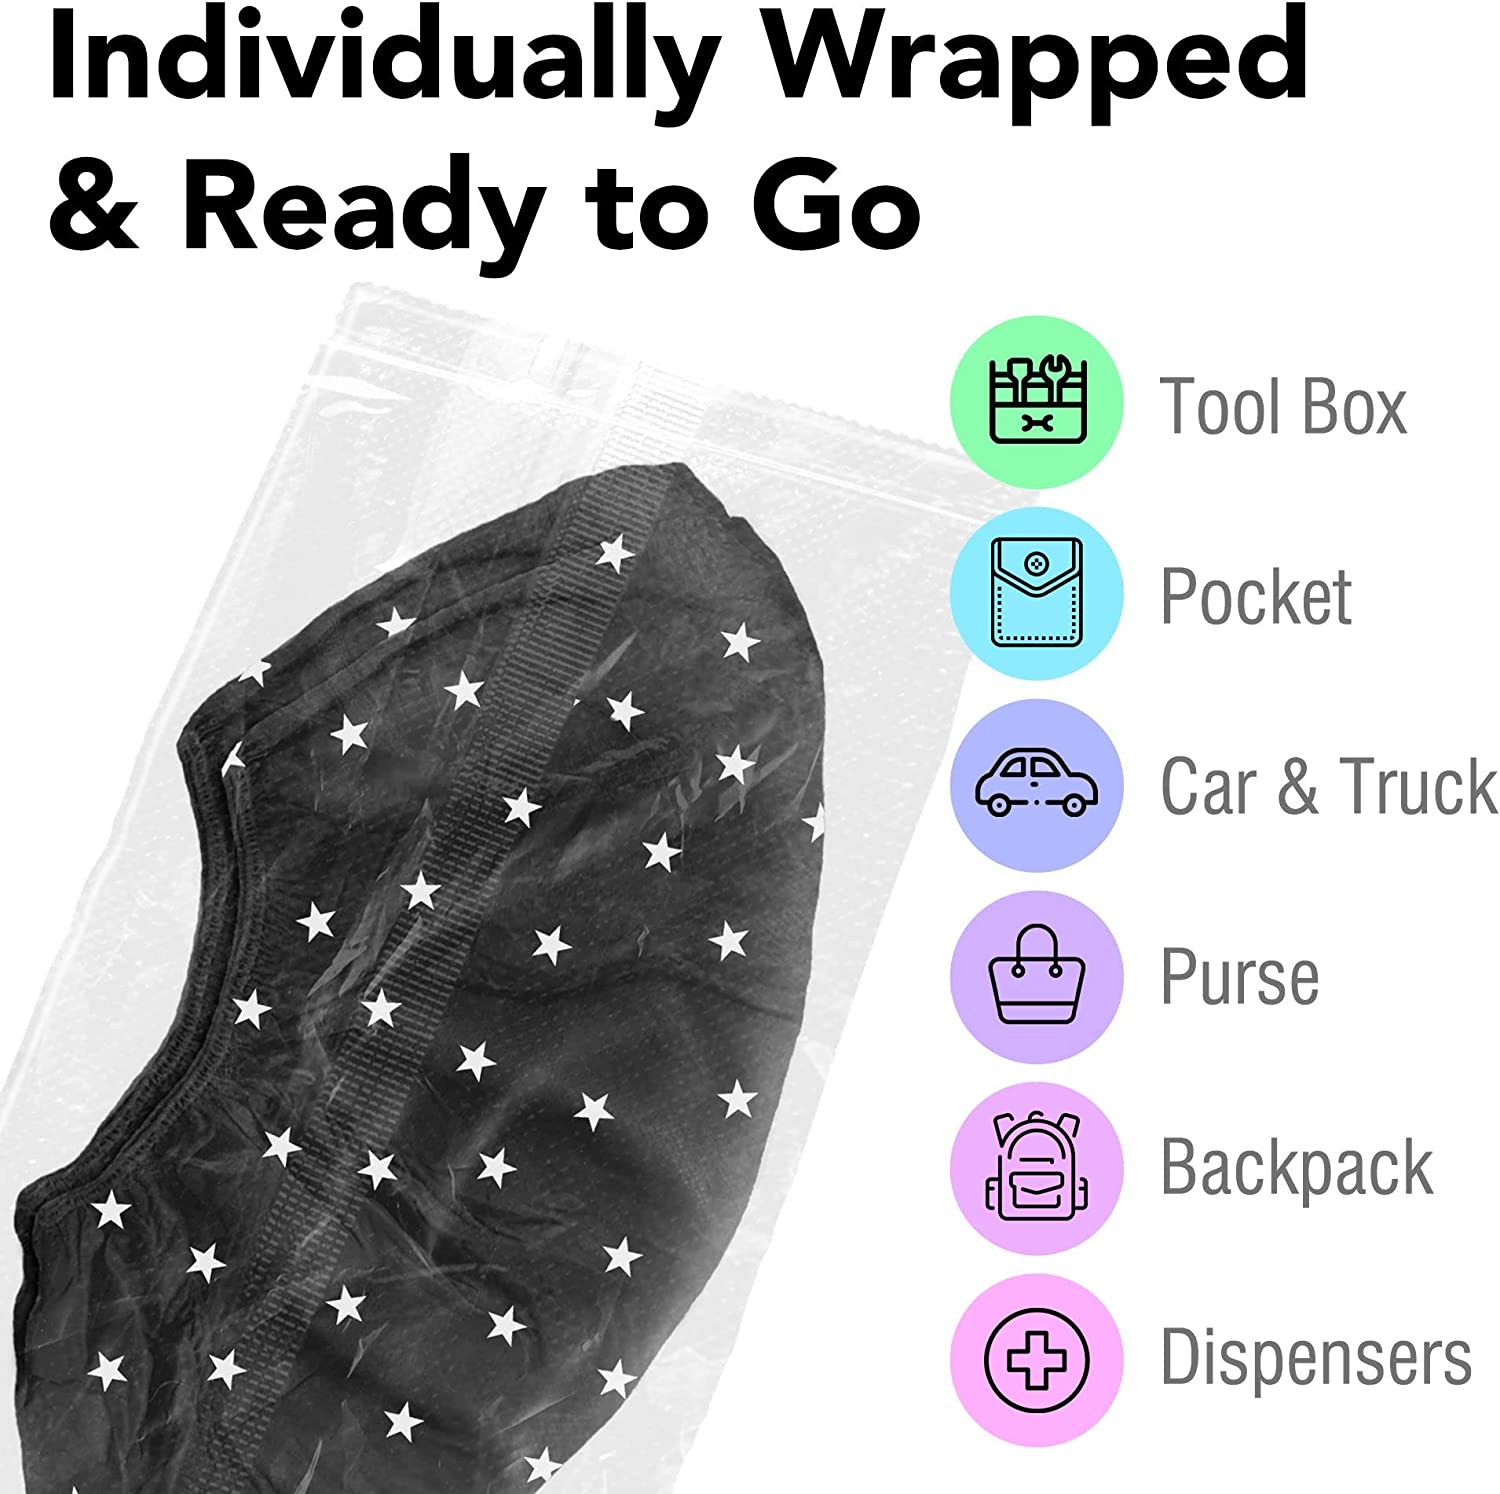 Individually Wrapped
& Ready to Go
Tool Box
Pocket
Car & Truck
Purse
Backpack
Dispensers